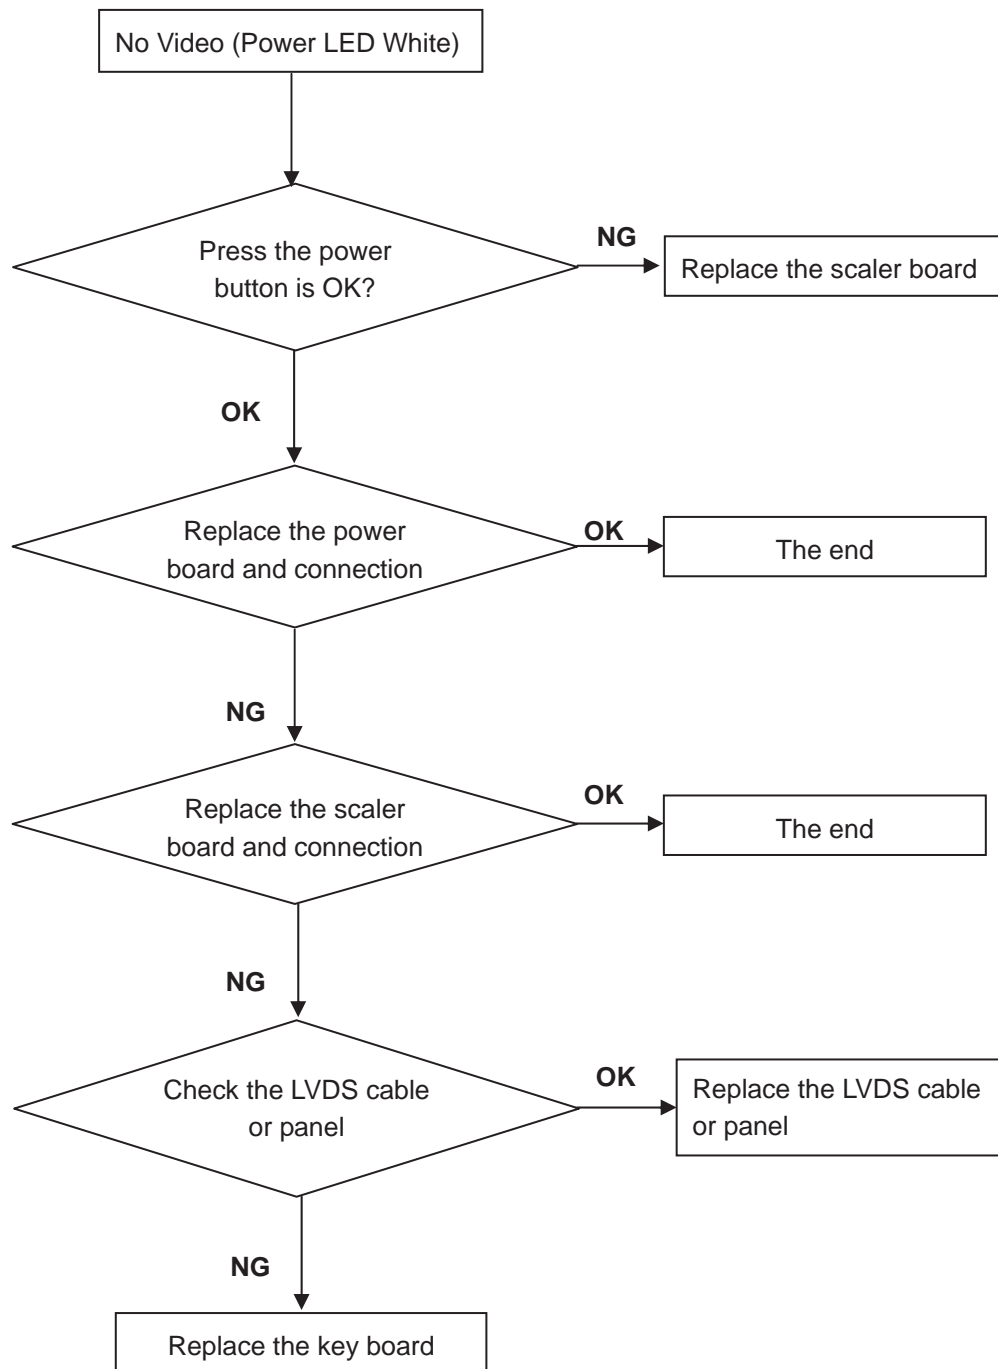 No Video (Power LED White)
Press the power
button is OK?
NG
Replace the scaler board
OK
Replace the power
board and connection
OK
The end
NG
Replace the scaler
board and connection
OK
The end
NG
Check the LVDS cable
or panel
OK
Replace the LVDS cable
or panel
NG
Replace the key board